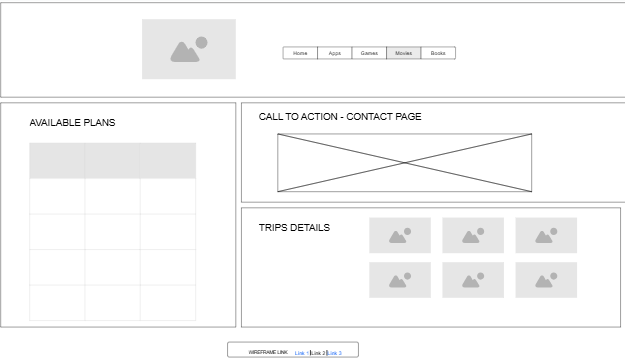 Home Apps Games Movies Books
AVAILABLE PLANS
CALL TO ACTION - CONTACT PAGE
TRIPS DETAILS
WIREFRAME LINK Link 1 |Link 2 |Link 3